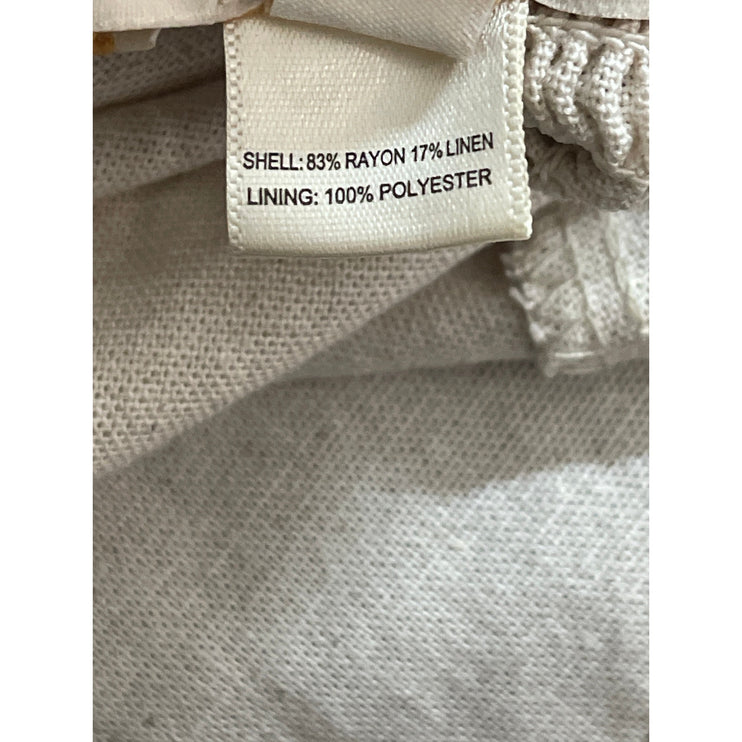 SHELL: 83% RAYON 17% LINEN
LINING: 100% POLYESTER